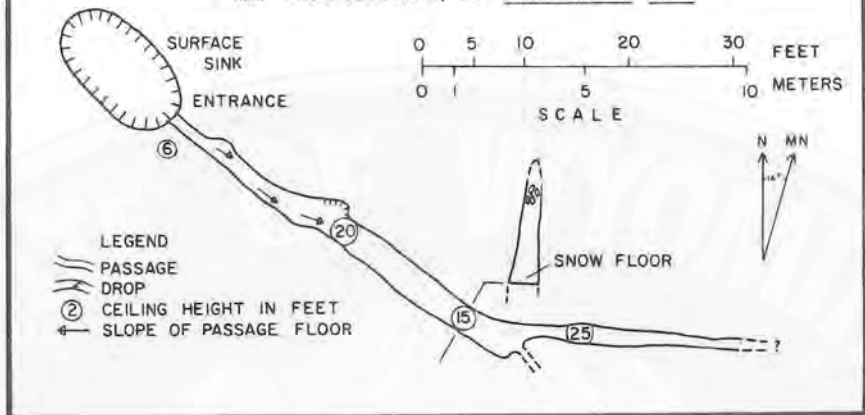 SURFACE
SINK
ENTRANCE
0 5 10 20 30 FEET
0 1 5 10 METERS
SCALE
N MN
6
20
15
25
SNOW FLOOR
?
LEGEND
PASSAGE
DROP
② CEILING HEIGHT IN FEET
SLOPE OF PASSAGE FLOOR